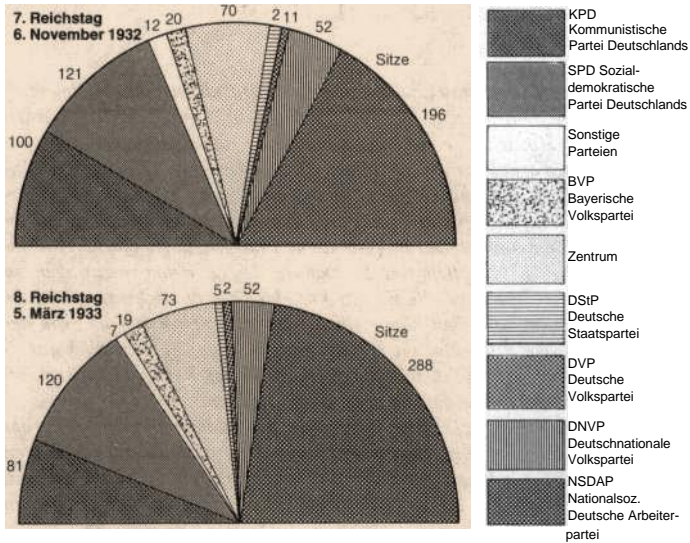 7. Reichstag
6. November 1932
12
20
70
2
11
52
Sitze
121
100
196
8. Reichstag
5. März 1933
7
19
73
5
2
52
Sitze
120
81
288
KPD
Kommunistische
Partei Deutschlands
SPD Sozial-
demokratische
Partei Deutschlands
Sonstige
Parteien
BVP
Bayerische
Volkspartei
Zentrum
DStP
Deutsche
Staatspartei
DVP
Deutsche
Volkspartei
DNVP
Deutschnationale
Volkspartei
NSDAP
Nationalsoz.
Deutsche Arbeiter-
partei